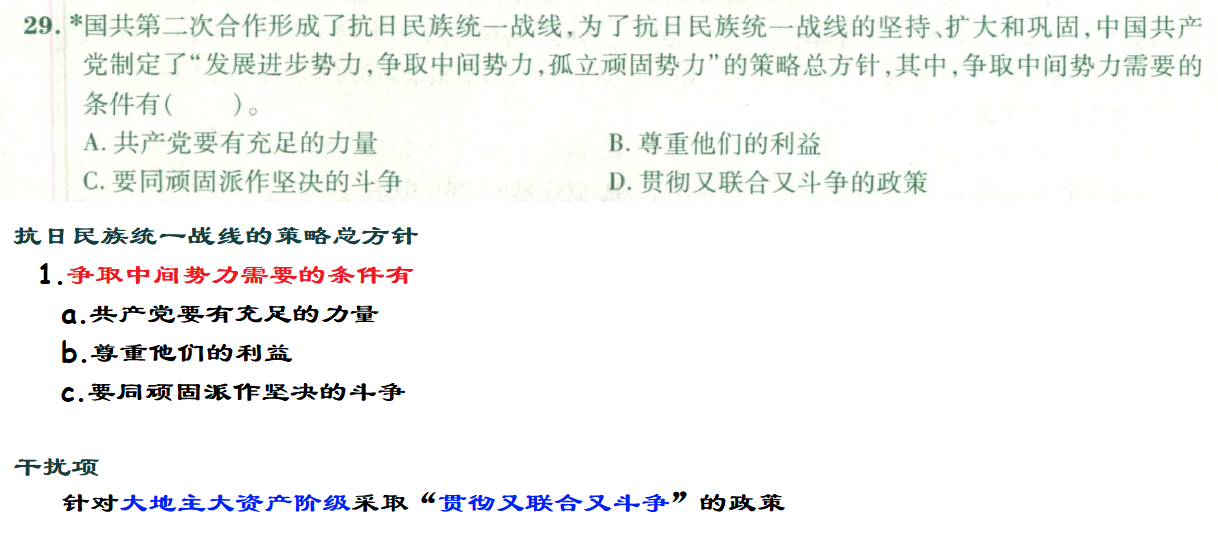 29. *国共第二次合作形成了抗日民族统一战线,为了抗日民族统一战线的坚持、扩大和巩固,中国共产
党制定了“发展进步势力,争取中间势力,孤立顽固势力”的策略总方针,其中,争取中间势力需要的
条件有(    )。
A. 共产党要有充足的力量    B. 尊重他们的利益
C. 要同顽固派作坚决的斗争    D. 贯彻又联合又斗争的政策
抗日民族统一战线的策略总方针
1.争取中间势力需要的条件有
a.共产党要有充足的力量
b.尊重他们的利益
c.要同顽固派作坚决的斗争
干扰项
针对大地主大资产阶级采取“贯彻又联合又斗争”的政策